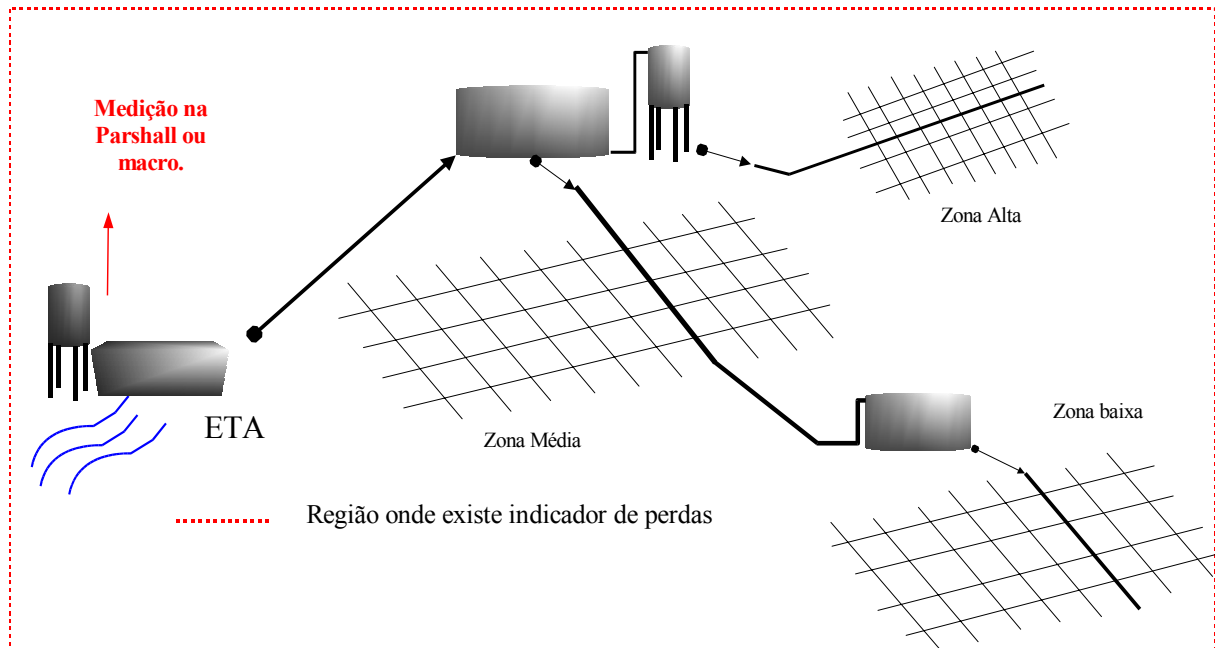 Medição na
Parshall ou
macro.
Zona Alta
ETA
Zona Média
Zona baixa
Região onde existe indicador de perdas